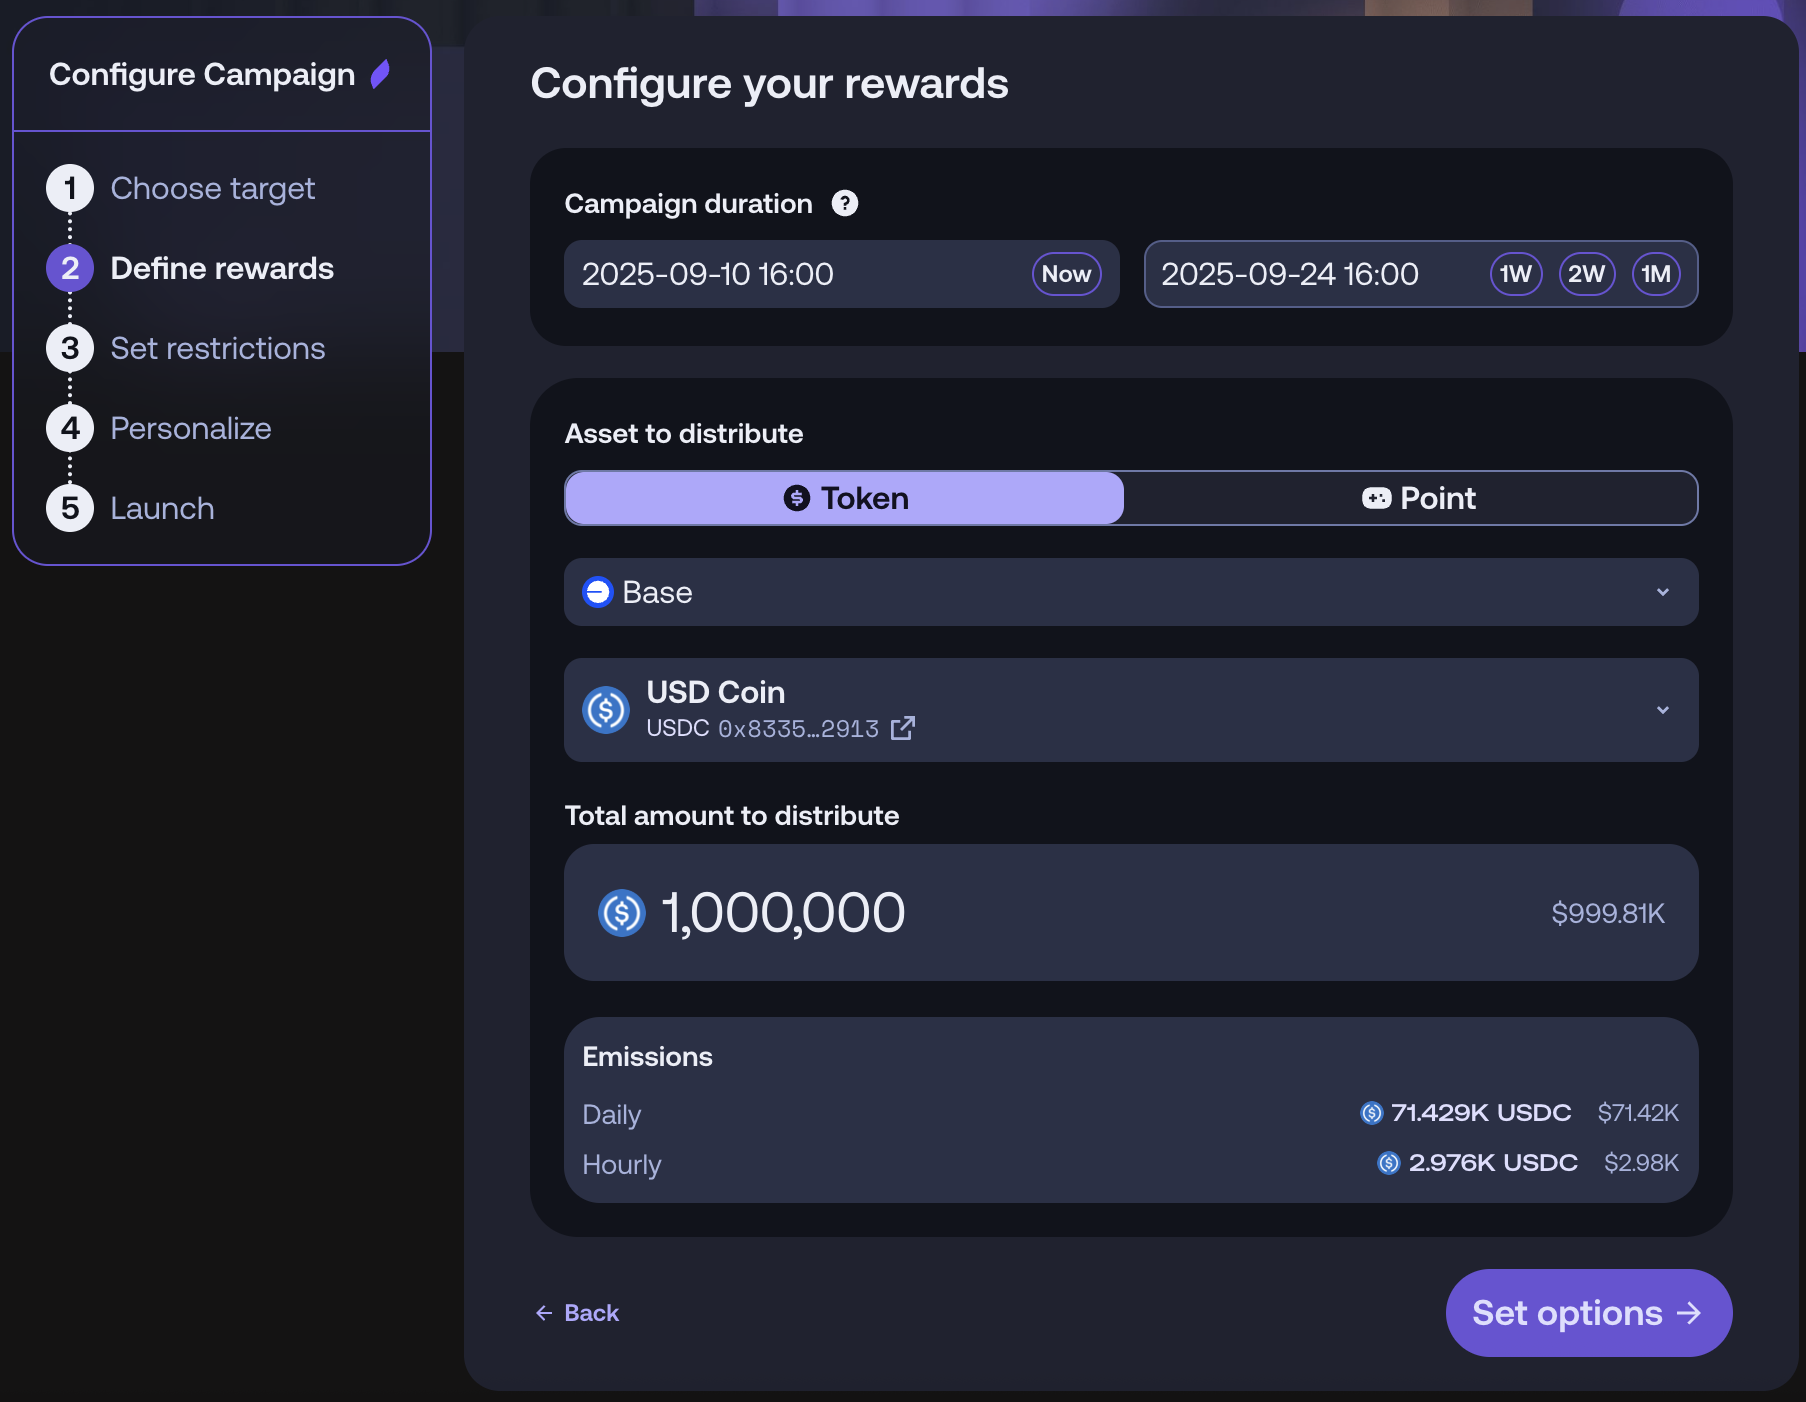 Configure Campaign
1 Choose target
2 Define rewards
3 Set restrictions
4 Personalize
5 Launch
Configure your rewards
Campaign duration ?
2025-09-10 16:00 Now
2025-09-24 16:00 1W 2W 1M
Asset to distribute
Token
Point
Base
USD Coin
USDC 0x8335…2913
Total amount to distribute
1,000,000 $999.81K
Emissions
Daily 71.429K USDC $71.42K
Hourly 2.976K USDC $2.98K
← Back
Set options →